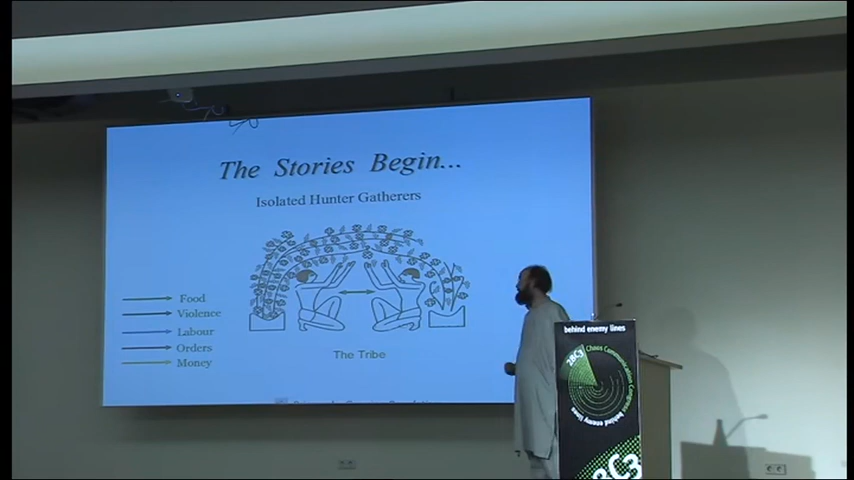 The Stories Begin...
Isolated Hunter Gatherers
Food
Violence
Labour
Orders
Money
The Tribe
behind enemy lines
28C3
Chaos Communication Congress
behind enemy lines
8C3